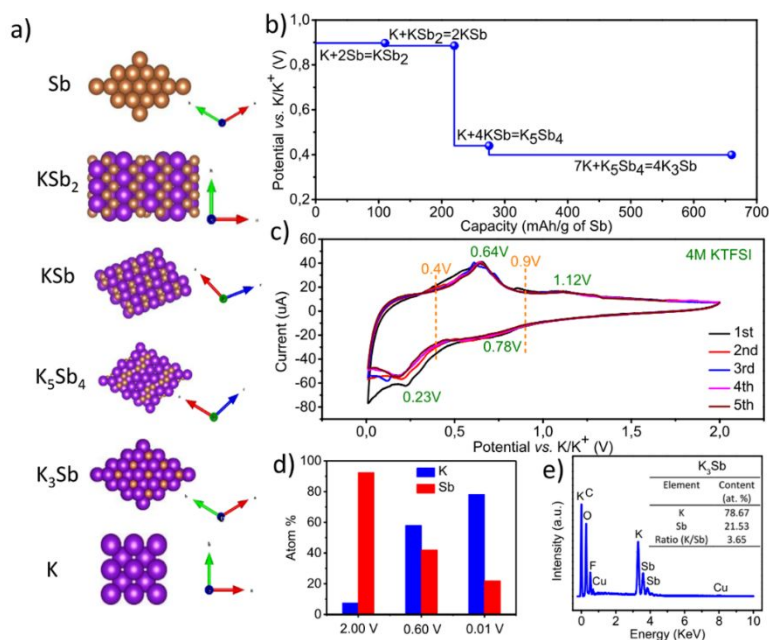 a)
Sb
KSb₂
KSb
K₅Sb₄
K₃Sb
K
b)
Potential vs. K/K⁺ (V)
1,0
0,8
0,6
0,4
0,2
K+2Sb=KSb₂
K+KSb₂=2KSb
K+4KSb=K₅Sb₄
7K+K₅Sb₄=4K₃Sb
0 100 200 300 400 500 600 700
Capacity (mAh/g of Sb)
c)
Current (uA)
60
40
20
0
-20
-40
-60
-80
0.4V
0.64V
0.9V
1.12V
4M KTFSI
0.23V
0.78V
1st
2nd
3rd
4th
5th
0,0 0,5 1,0 1,5 2,0
Potential vs. K/K⁺ (V)
d)
Atom %
100
80
60
40
20
0
K
Sb
2.00 V 0.60 V 0.01 V
e)
Intensity (a.u.)
K₃Sb
Element Content (at. %)
K 78.67
Sb 21.53
Ratio (K/Sb) 3.65
K C
O
F
Cu
K
Sb
Sb
Cu
0 2 4 6 8 10
Energy (KeV)